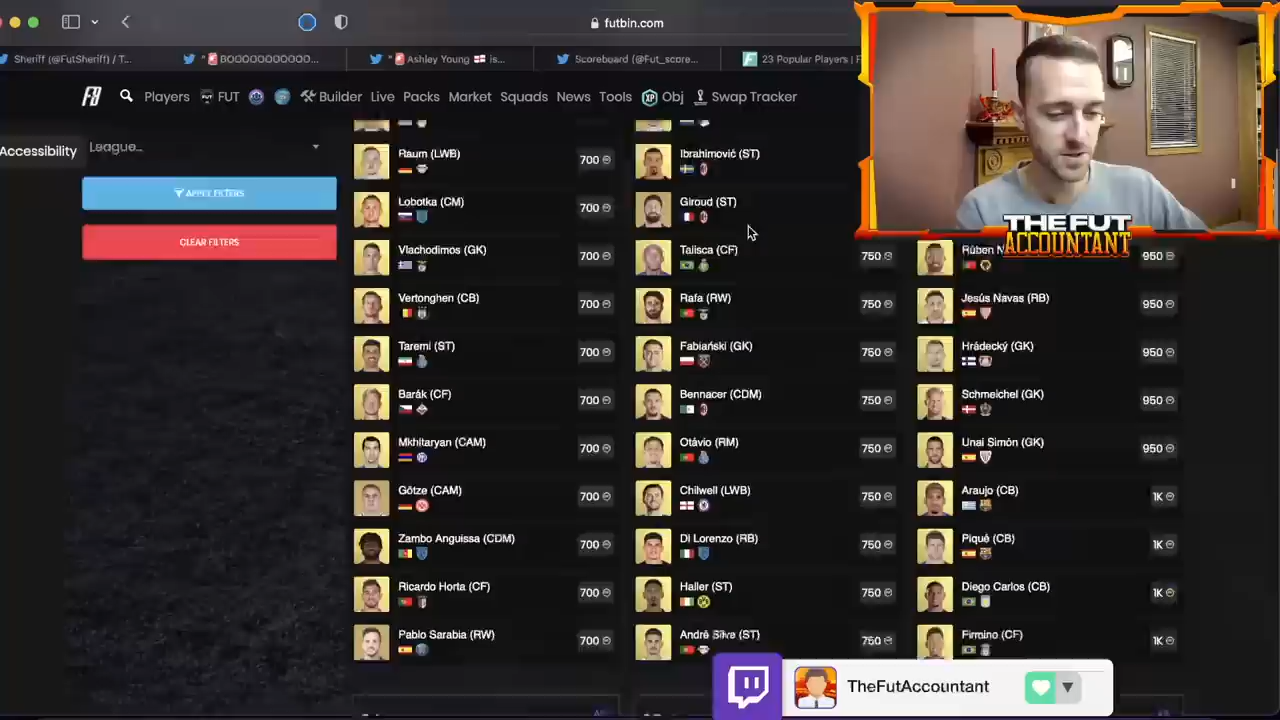 futbin.com
Sheriff (@FutSheriff) / T...
" 🚨 BOOOOOOOOOOO...
" 🚨 Ashley Young 🏴󠁧󠁢󠁥󠁮󠁧󠁿 is...
Scoreboard (@Fut_score...
23 Popular Players | F
Players
FUT
Builder
Live
Packs
Market
Squads
News
Tools
XP
Obj
Swap Tracker
Accessibility
League...
APPLY FILTERS
CLEAR FILTERS
Raum (LWB)
700
Lobotka (CM)
700
Vlachodimos (GK)
700
Vertonghen (CB)
700
Taremi (ST)
700
Barák (CF)
700
Mkhitaryan (CAM)
700
Götze (CAM)
700
Zambo Anguissa (CDM)
700
Ricardo Horta (CF)
700
Pablo Sarabia (RW)
700
Ibrahimović (ST)
Giroud (ST)
Talisca (CF)
750
Rafa (RW)
750
Fabiański (GK)
750
Bennacer (CDM)
750
Otávio (RM)
750
Chilwell (LWB)
750
Di Lorenzo (RB)
750
Haller (ST)
750
André Silva (ST)
750
Rúben N
950
Jesús Navas (RB)
950
Hrádecký (GK)
950
Schmeichel (GK)
950
Unai Simón (GK)
950
Araujo (CB)
1K
Piqué (CB)
1K
Diego Carlos (CB)
1K
Firmino (CF)
1K
THE FUT
ACCOUNTANT
TheFutAccountant